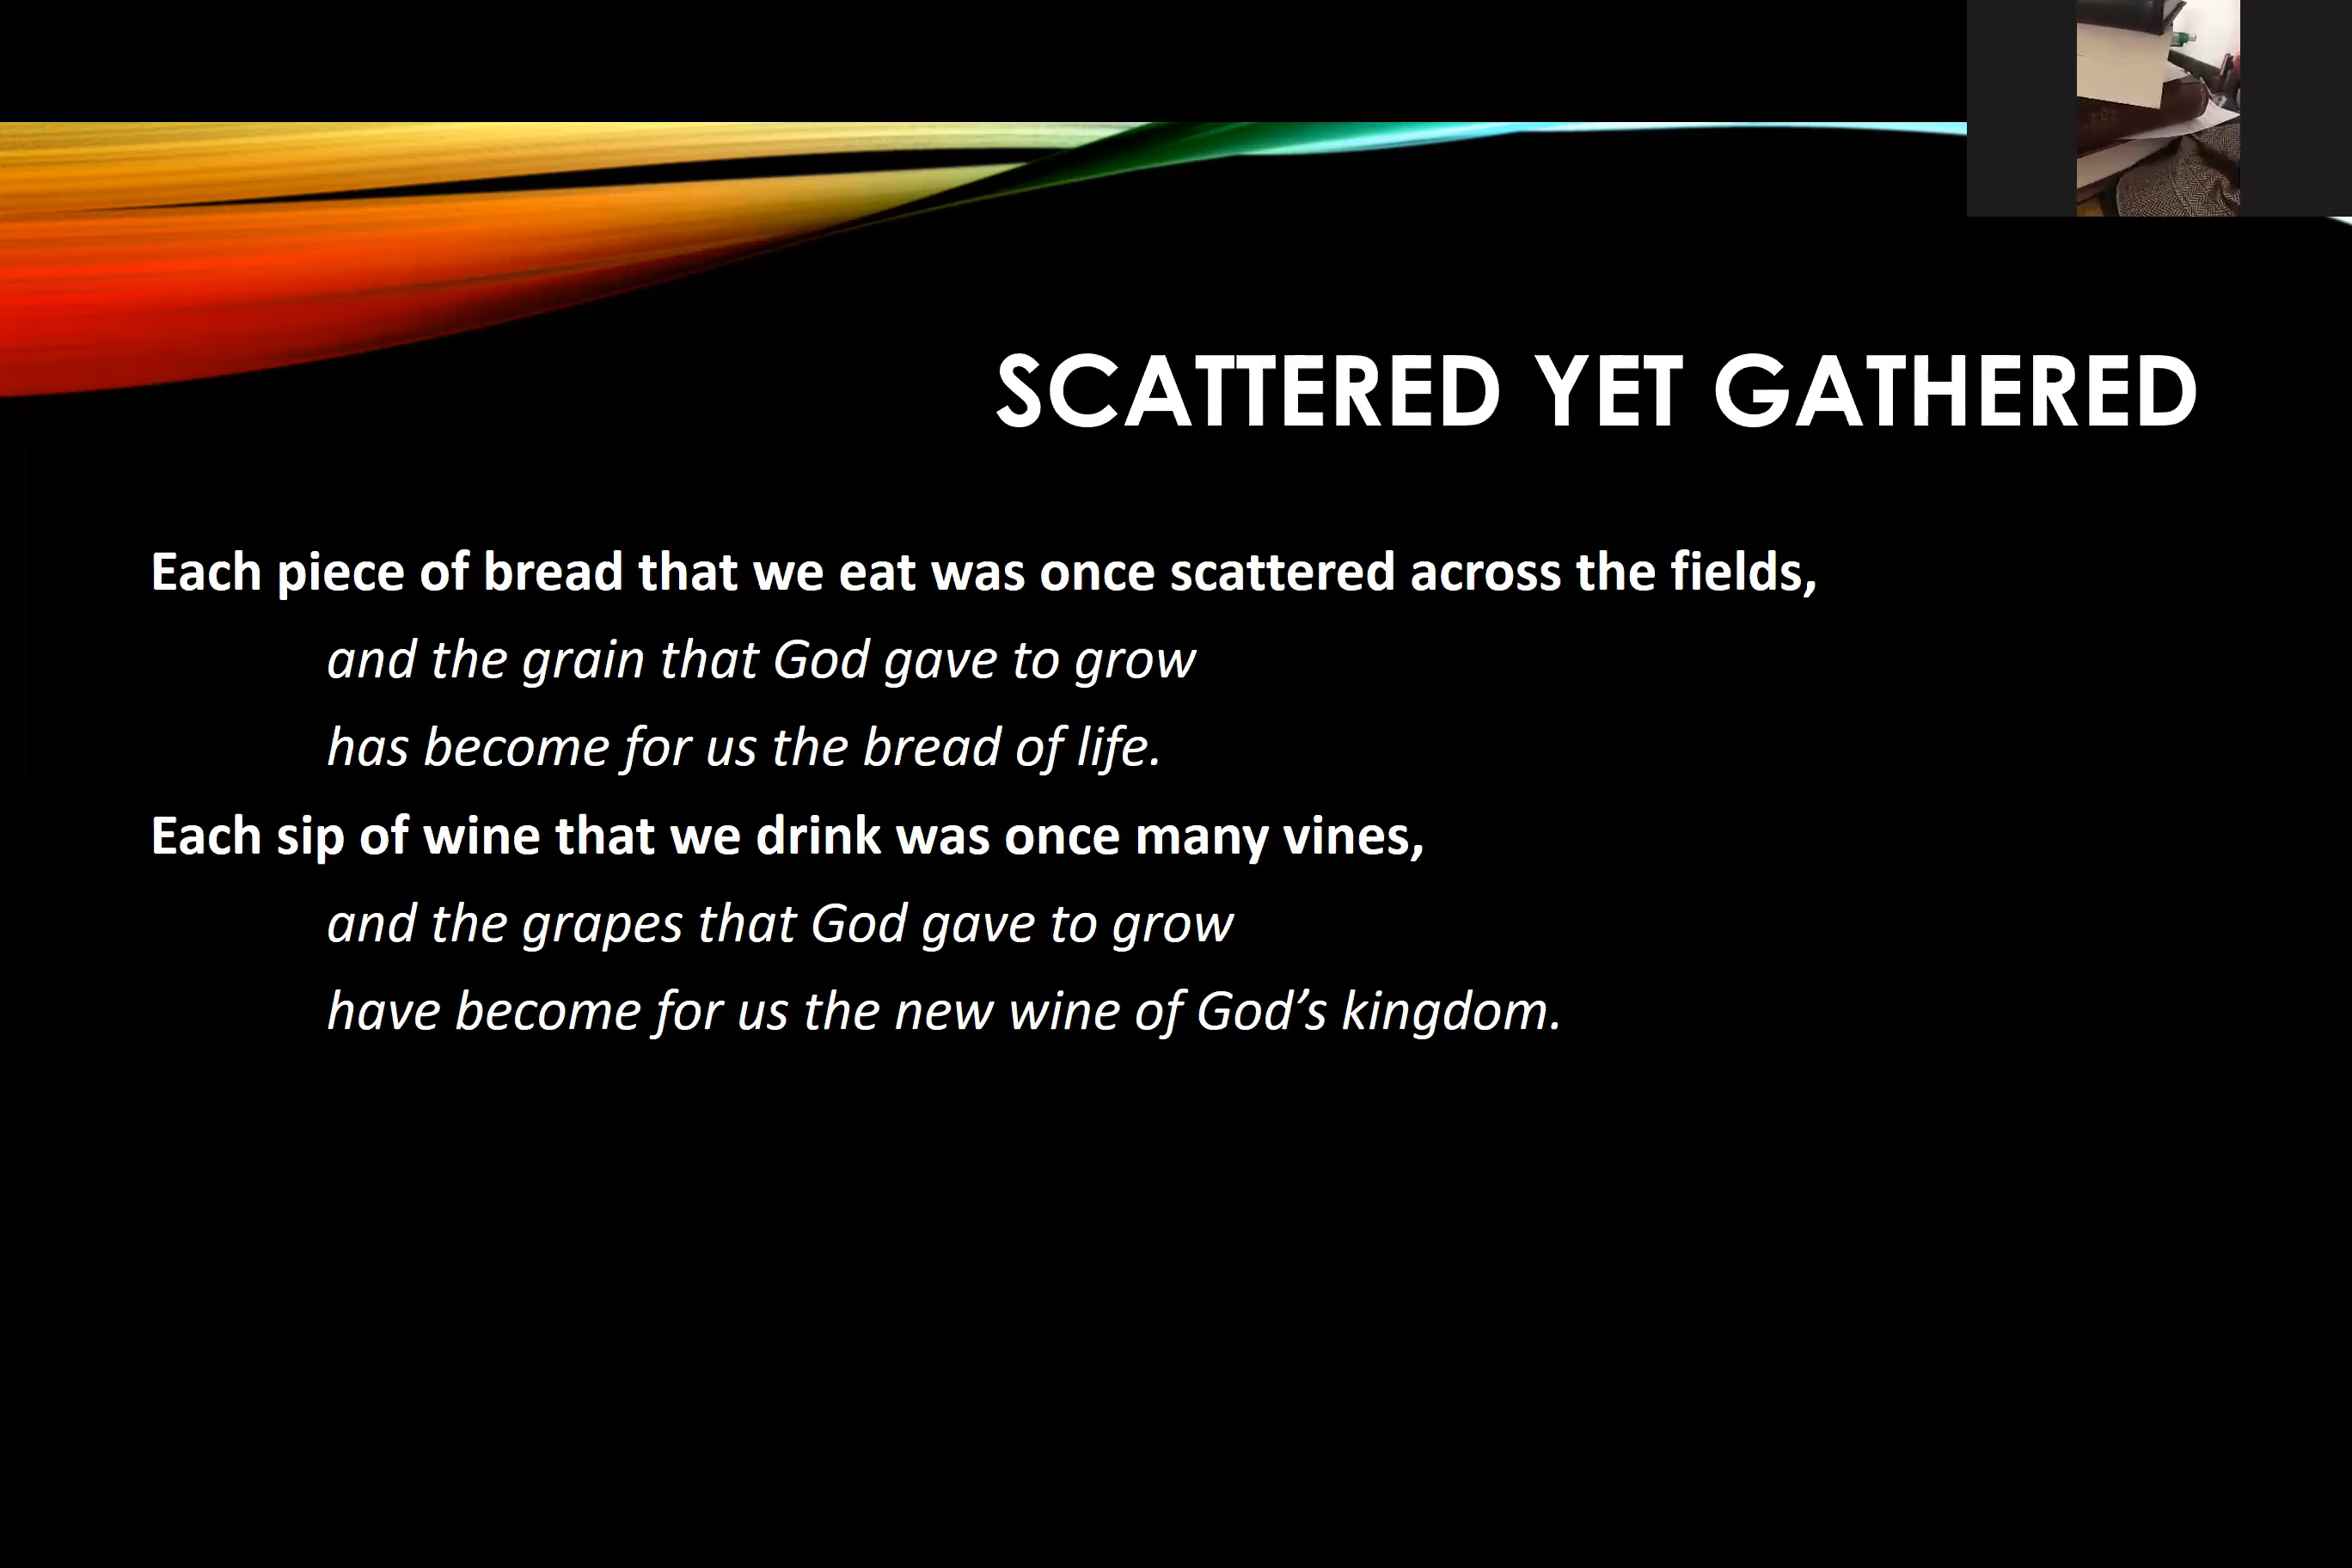 SCATTERED YET GATHERED
Each piece of bread that we eat was once scattered across the fields,
and the grain that God gave to grow
has become for us the bread of life.
Each sip of wine that we drink was once many vines,
and the grapes that God gave to grow
have become for us the new wine of God’s kingdom.